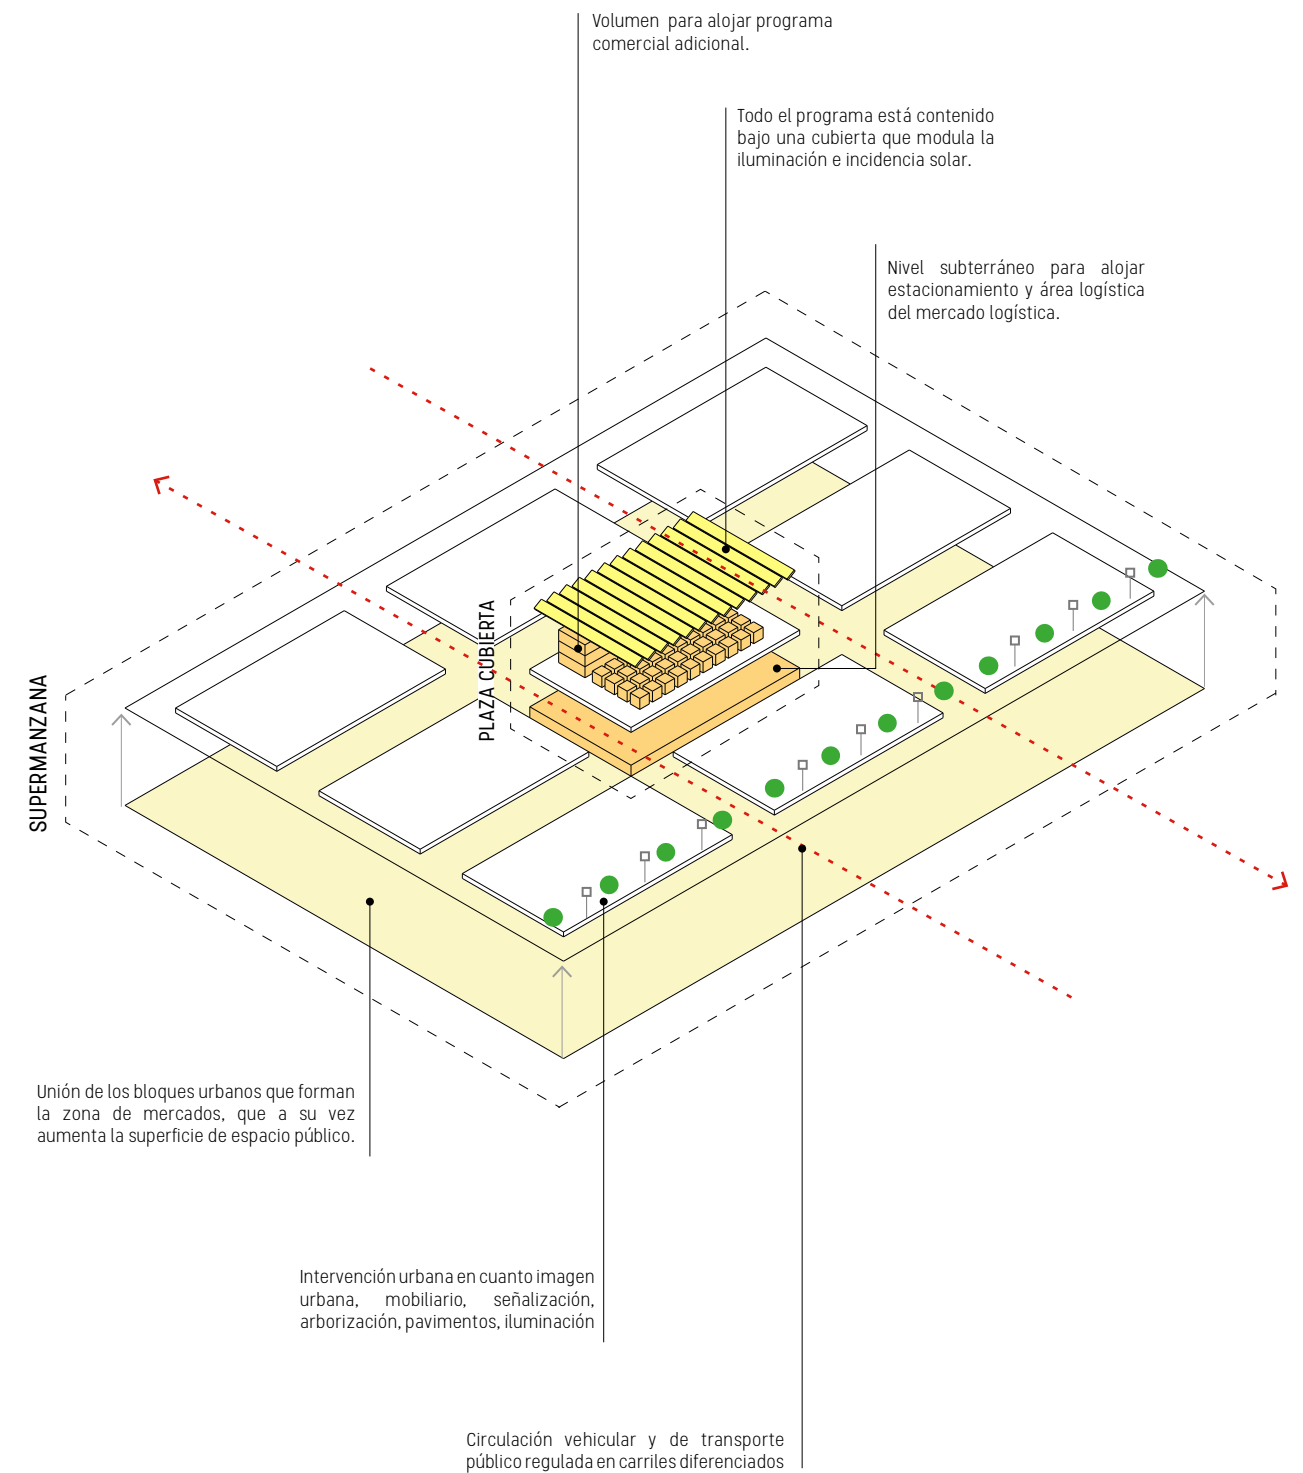 Volumen para alojar programa
comercial adicional.
Todo el programa está contenido
bajo una cubierta que modula la
iluminación e incidencia solar.
Nivel subterráneo para alojar
estacionamiento y área logística
del mercado logística.
PLAZA CUBIERTA
SUPERMANZANA
Unión de los bloques urbanos que forman
la zona de mercados, que a su vez
aumenta la superficie de espacio público.
Intervención urbana en cuanto imagen
urbana, mobiliario, señalización,
arborización, pavimentos, iluminación
Circulación vehicular y de transporte
público regulada en carriles diferenciados